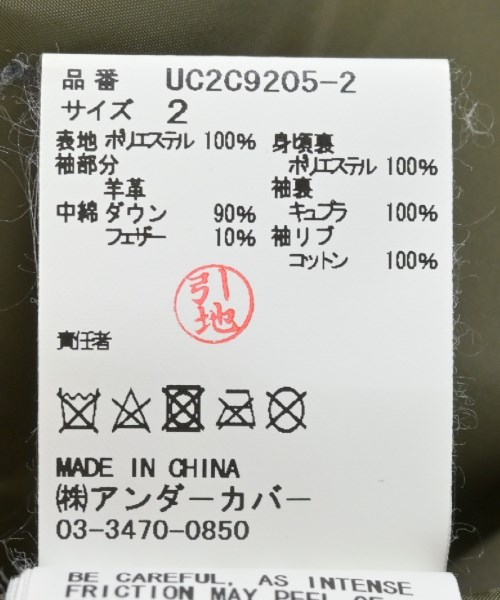 品番 UC2C9205-2
サイズ 2
表地 ポリエステル 100%
袖部分
羊革
中綿 ダウン 90%
フェザー 10%
身頃裏
ポリエステル 100%
袖裏
キュプラ 100%
袖リブ
コットン 100%
引地
責任者
MADE IN CHINA
㈱アンダーカバー
03-3470-0850
BE CAREFUL, AS INTENSE
FRICTION MAY PEEL OF